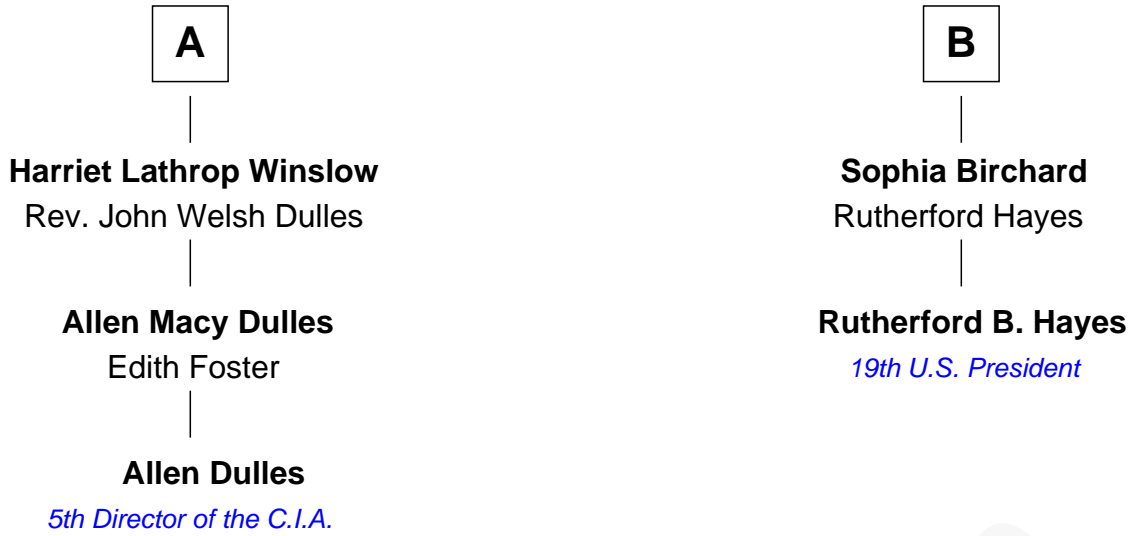 A
Harriet Lathrop Winslow
Rev. John Welsh Dulles
Allen Macy Dulles
Edith Foster
Allen Dulles
5th Director of the C.I.A.
B
Sophia Birchard
Rutherford Hayes
Rutherford B. Hayes
19th U.S. President